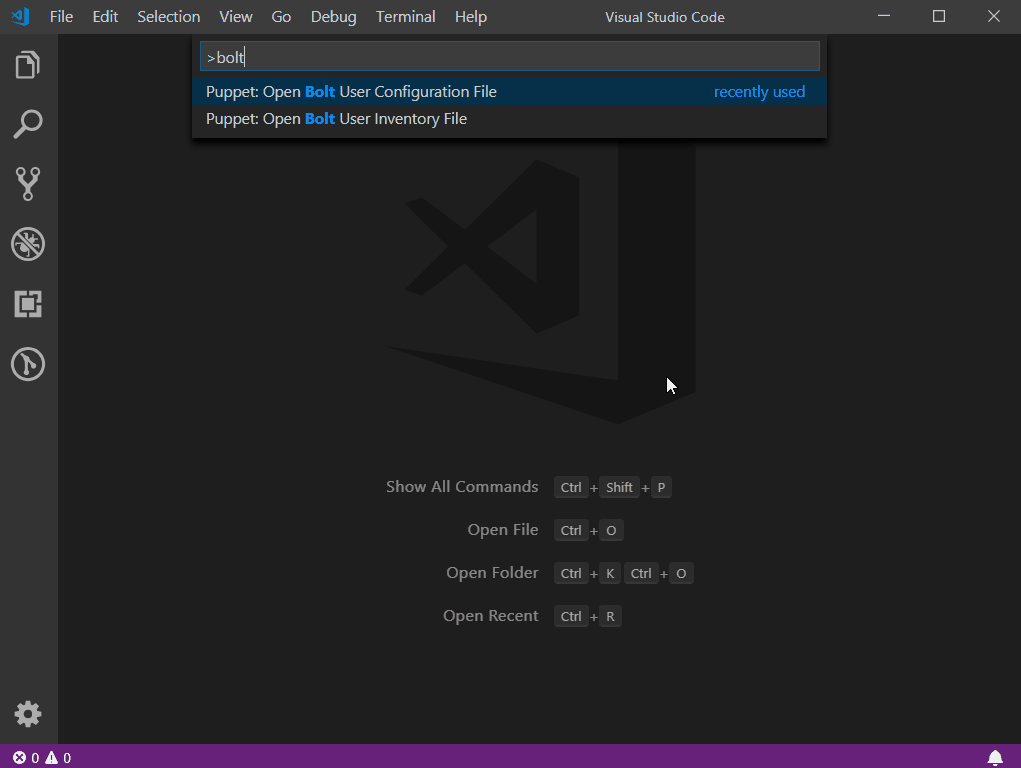 File Edit Selection View Go Debug Terminal Help Visual Studio Code
>bolt
Puppet: Open Bolt User Configuration File recently used
Puppet: Open Bolt User Inventory File
Show All Commands Ctrl + Shift + P
Open File Ctrl + O
Open Folder Ctrl + K Ctrl + O
Open Recent Ctrl + R
0 0